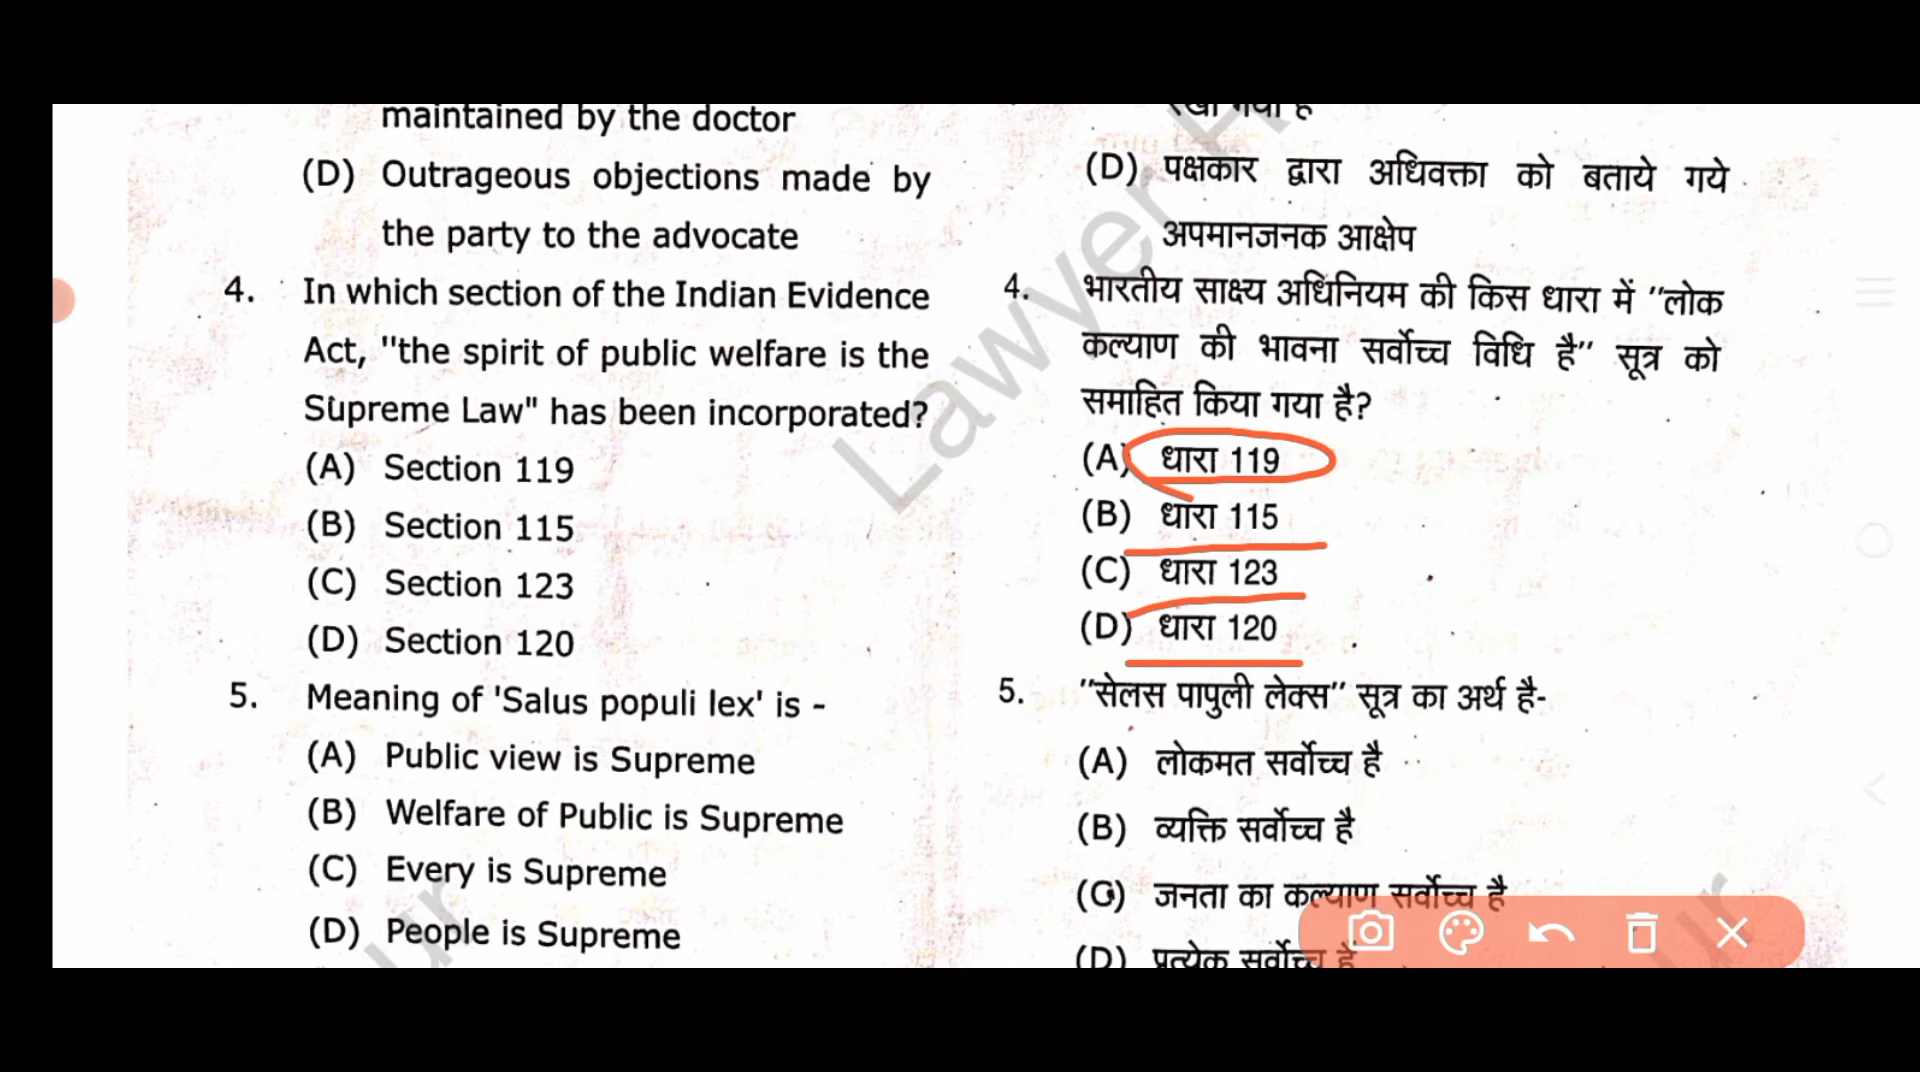 maintained by the doctor
(D) Outrageous objections made by
the party to the advocate
4. In which section of the Indian Evidence
Act, "the spirit of public welfare is the
Supreme Law" has been incorporated?
(A) Section 119
(B) Section 115
(C) Section 123
(D) Section 120
5. Meaning of 'Salus populi lex' is -
(A) Public view is Supreme
(B) Welfare of Public is Supreme
(C) Every is Supreme
(D) People is Supreme
रखा गया है
(D) पक्षकार द्वारा अधिवक्ता को बताये गये
अपमानजनक आक्षेप
4. भारतीय साक्ष्य अधिनियम की किस धारा में "लोक
कल्याण की भावना सर्वोच्च विधि है" सूत्र को
समाहित किया गया है?
(A) धारा 119
(B) धारा 115
(C) धारा 123
(D) धारा 120
5. "सेलस पापुली लेक्स" सूत्र का अर्थ है-
(A) लोकमत सर्वोच्च है
(B) व्यक्ति सर्वोच्च है
(C) जनता का कल्याण सर्वोच्च है
(D) प्रत्येक सर्वोच्च है
Lawyer